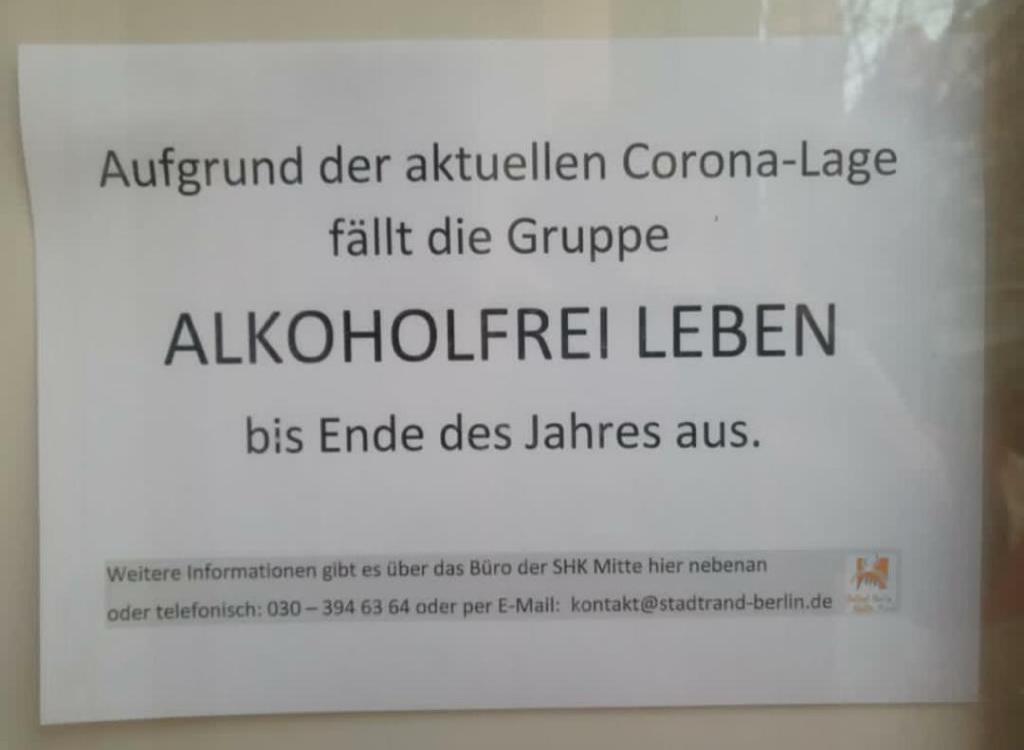 Aufgrund der aktuellen Corona-Lage
fällt die Gruppe
ALKOHOLFREI LEBEN
bis Ende des Jahres aus.
Weitere Informationen gibt es über das Büro der SHK Mitte hier nebenan
oder telefonisch: 030 – 394 63 64 oder per E-Mail: kontakt@stadtrand-berlin.de